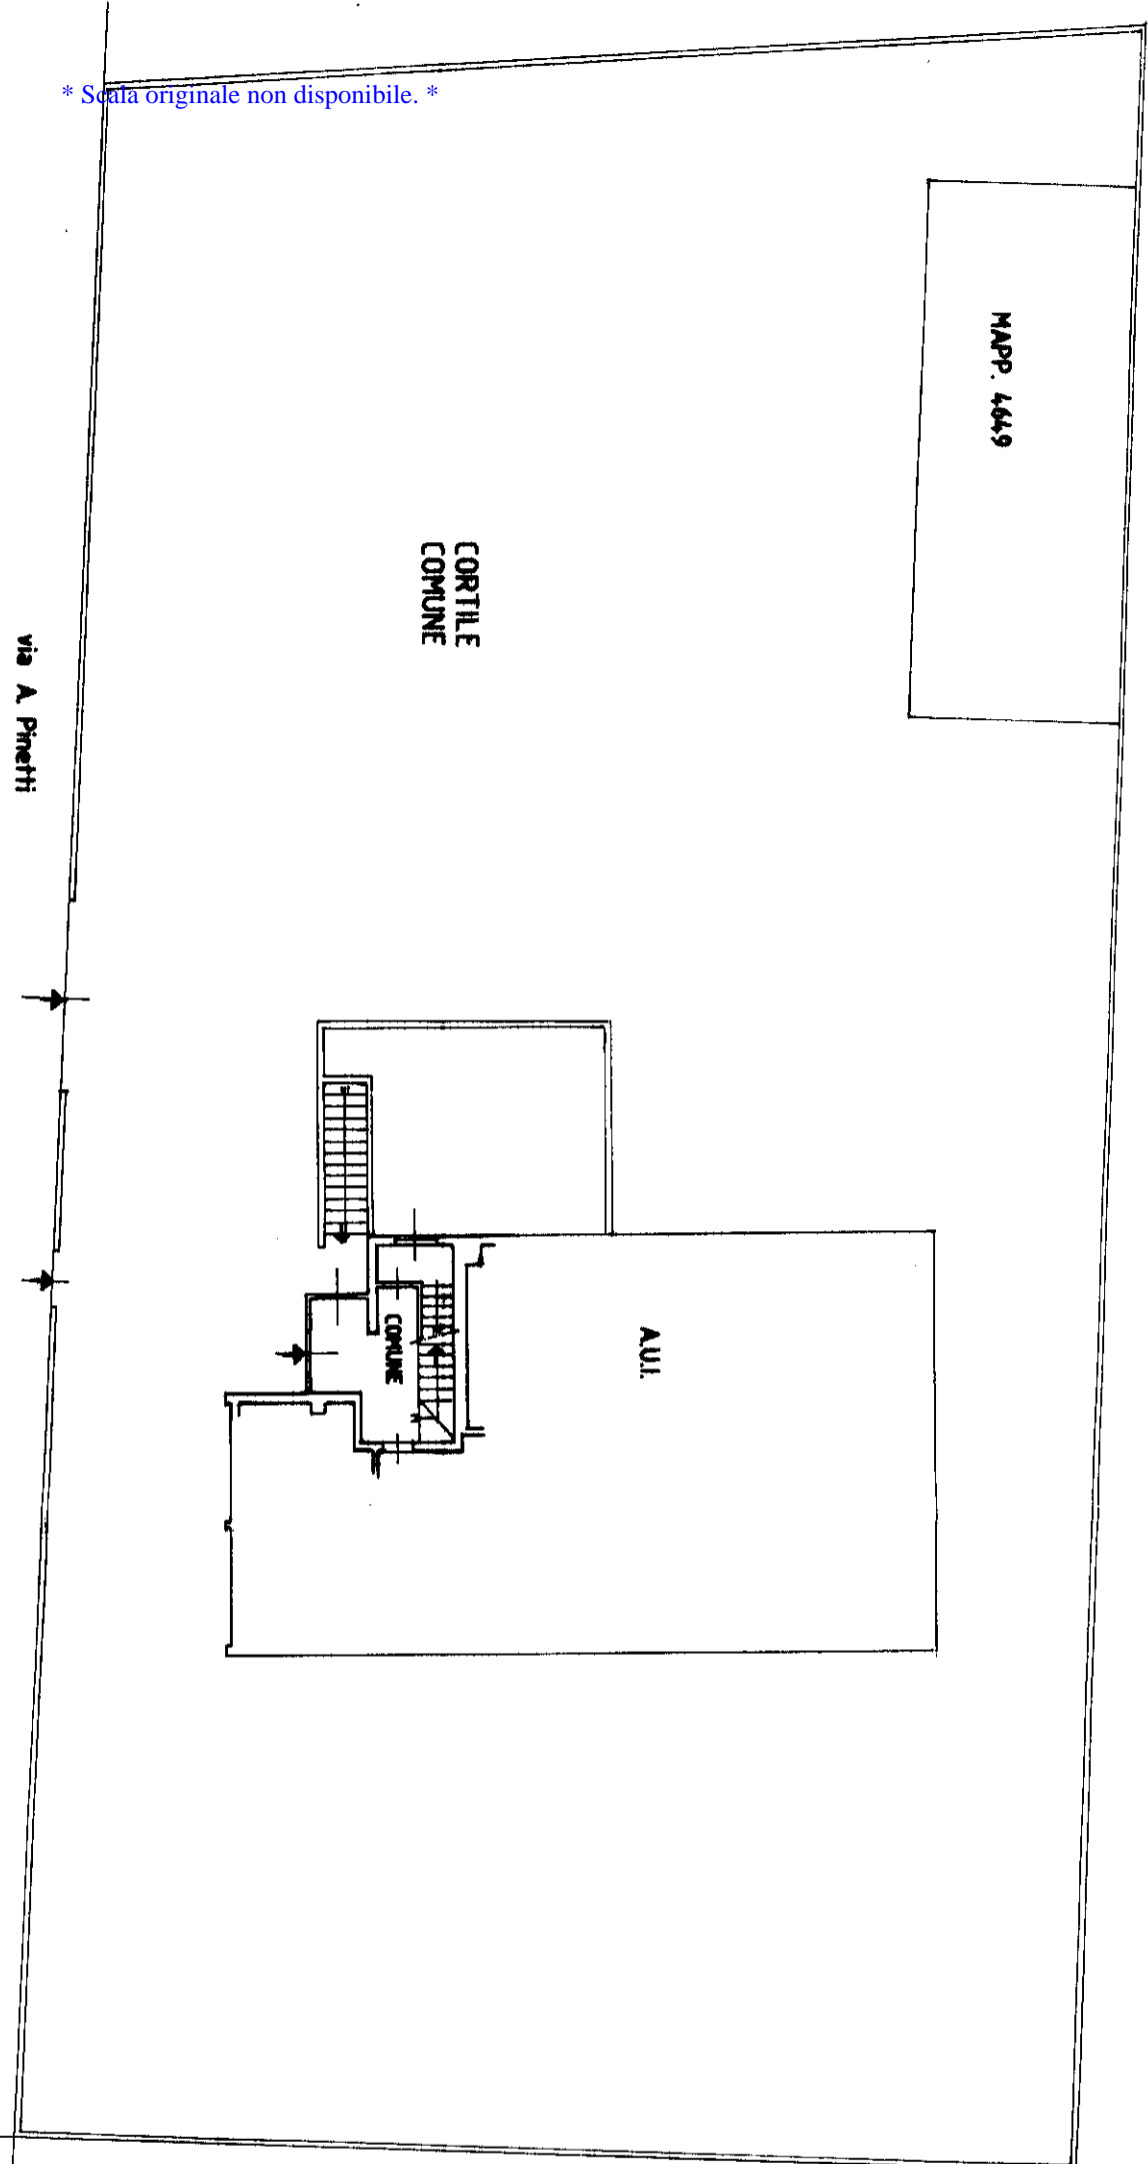 * Scala originale non disponibile. *
MAPP. 4649
CORTILE
COMUNE
via A. Pinetti
COMUNE
A.U.I.